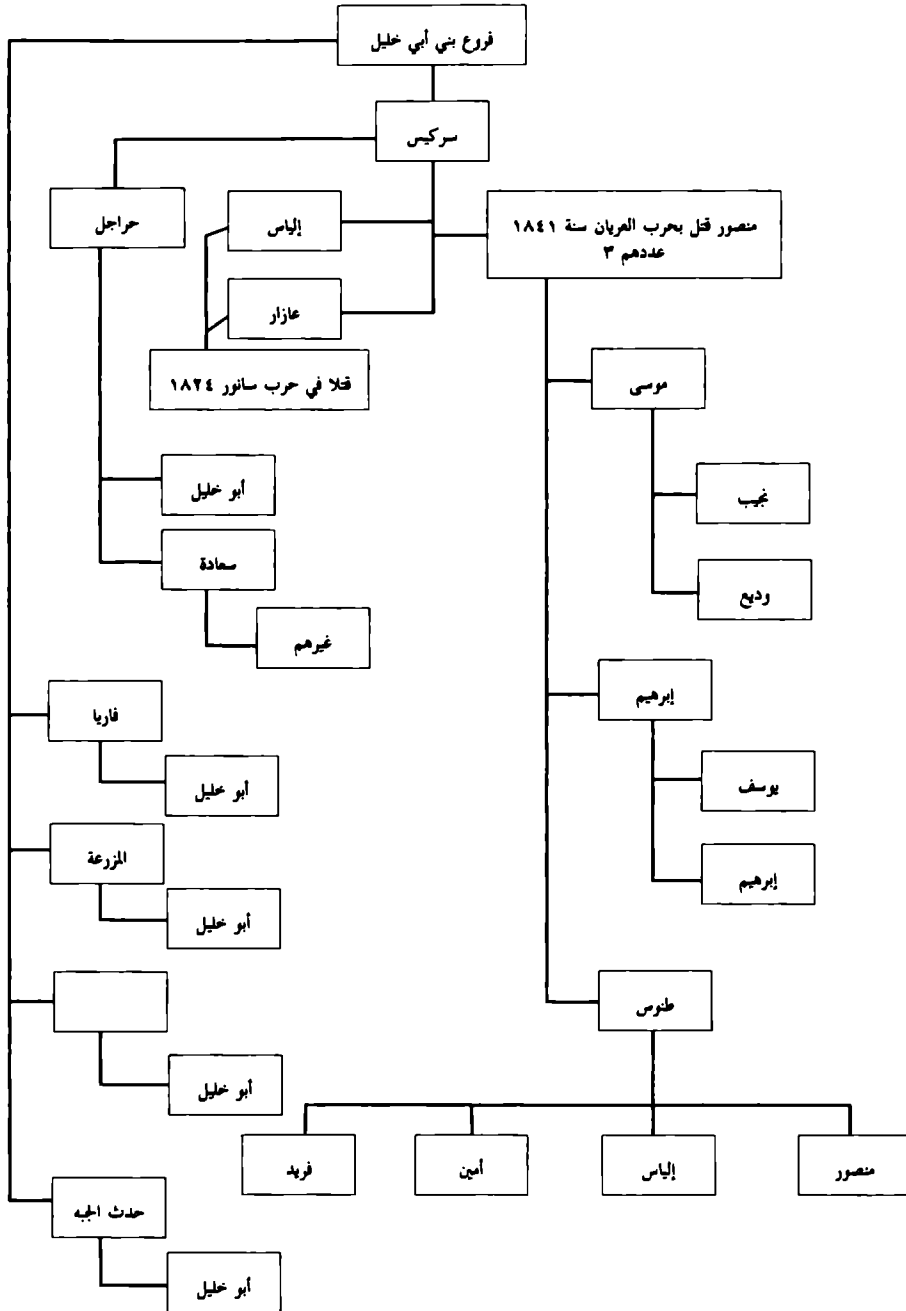 فروع بني أبي خليل
سركيس
منصور قتل بحرب العريان سنة ١٨٤١
عددهم ٣
إلياس
حراجل
عازار
قتلا في حرب سانور ١٨٢٤
موسى
أبو خليل
نجيب
سعادة
وديع
غيرهم
إبرهيم
فاريا
يوسف
أبو خليل
المزرعة
إبرهيم
أبو خليل
طنوس
أبو خليل
منصور
إلياس
أمين
فريد
حدث الجبه
أبو خليل